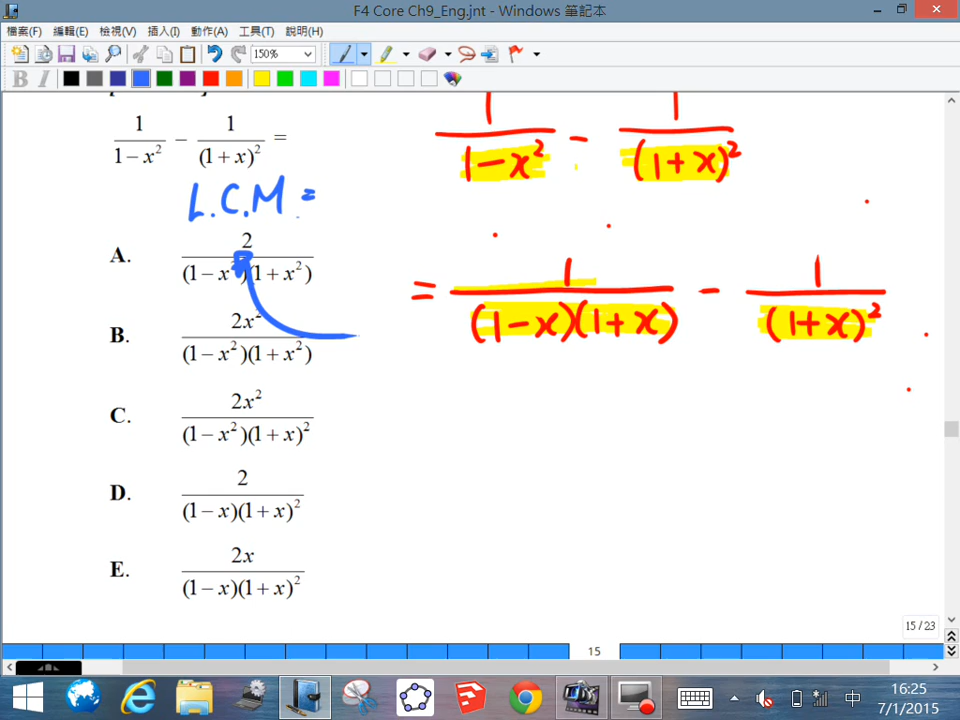 F4 Core Ch9_Eng.jnt - Windows 筆記本
檔案(F) 編輯(E) 檢視(V) 插入(I) 動作(A) 工具(T) 說明(H)
150%
B I
1/(1 − x²) − 1/(1 + x)² =
L.C.M =
A. 2/((1 − x²)(1 + x²))
B. 2x²/((1 − x²)(1 + x²))
C. 2x²/((1 − x²)(1 + x)²)
D. 2/((1 − x)(1 + x)²)
E. 2x/((1 − x)(1 + x)²)
1/(1 − x²) − 1/(1 + x)²
= 1/((1 − x)(1 + x)) − 1/(1 + x)²
15 / 23
15
中
16:25
7/1/2015